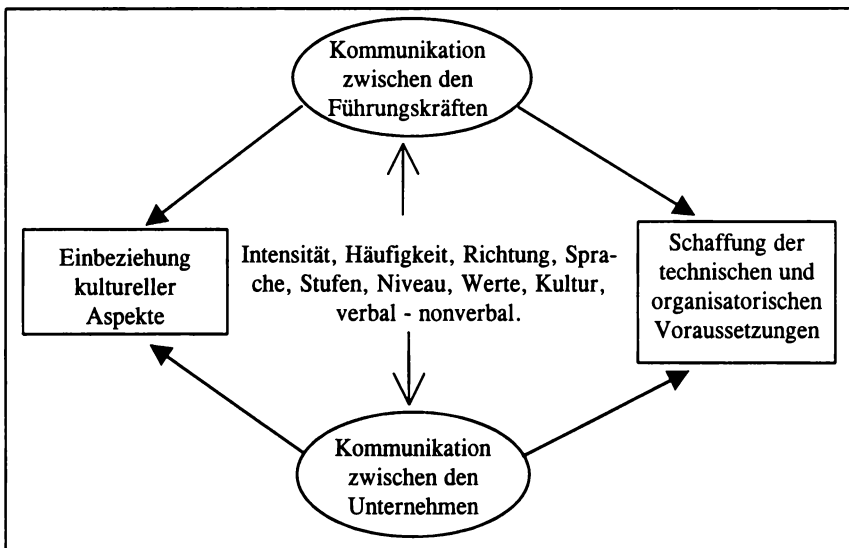 Kommunikation
zwischen den
Führungskräften
Einbeziehung
kultureller
Aspekte
Intensität, Häufigkeit, Richtung, Spra-
che, Stufen, Niveau, Werte, Kultur,
verbal - nonverbal.
Schaffung der
technischen und
organisatorischen
Voraussetzungen
Kommunikation
zwischen den
Unternehmen